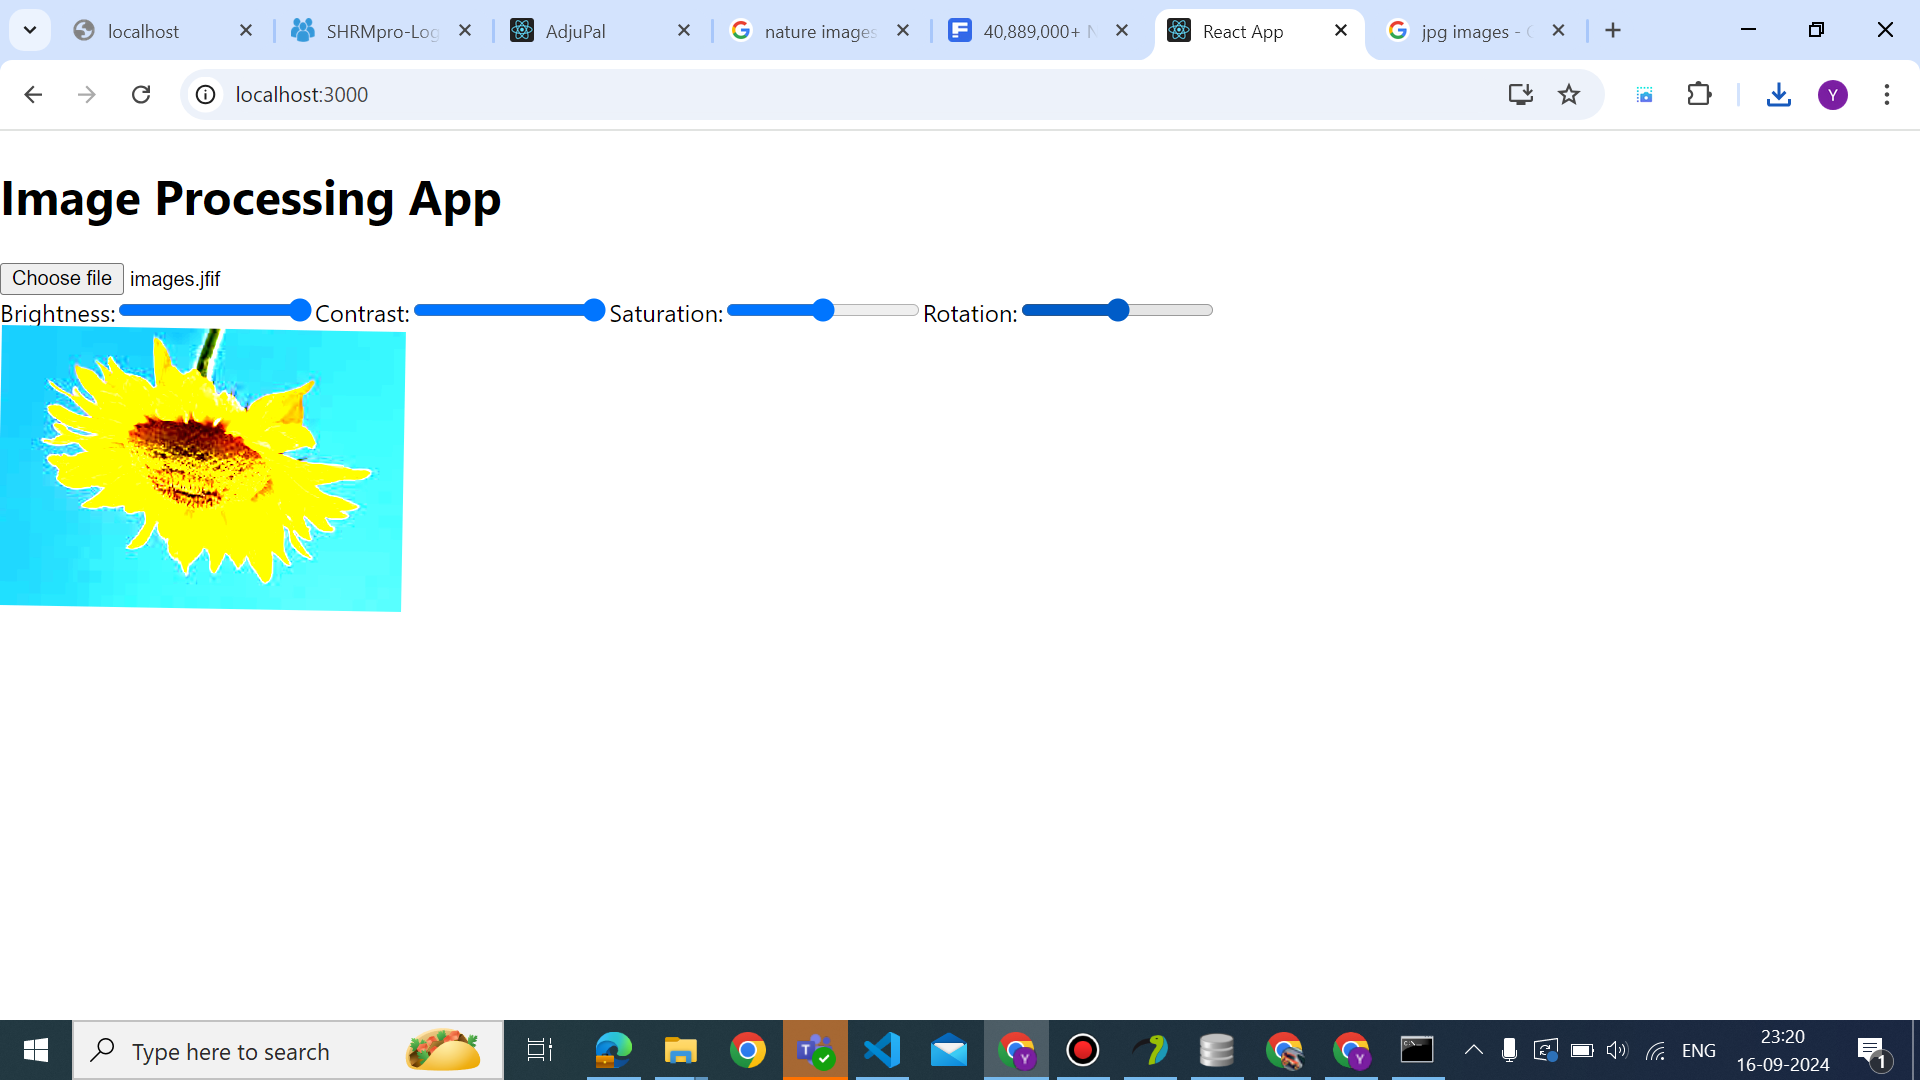 localhost
SHRMpro-Log
AdjuPal
nature images
40,889,000+
React App
jpg images -
localhost:3000
Y
Image Processing App
Choose file images.jfif
Brightness: Contrast: Saturation: Rotation:
Type here to search
ENG
23:20
16-09-2024
1